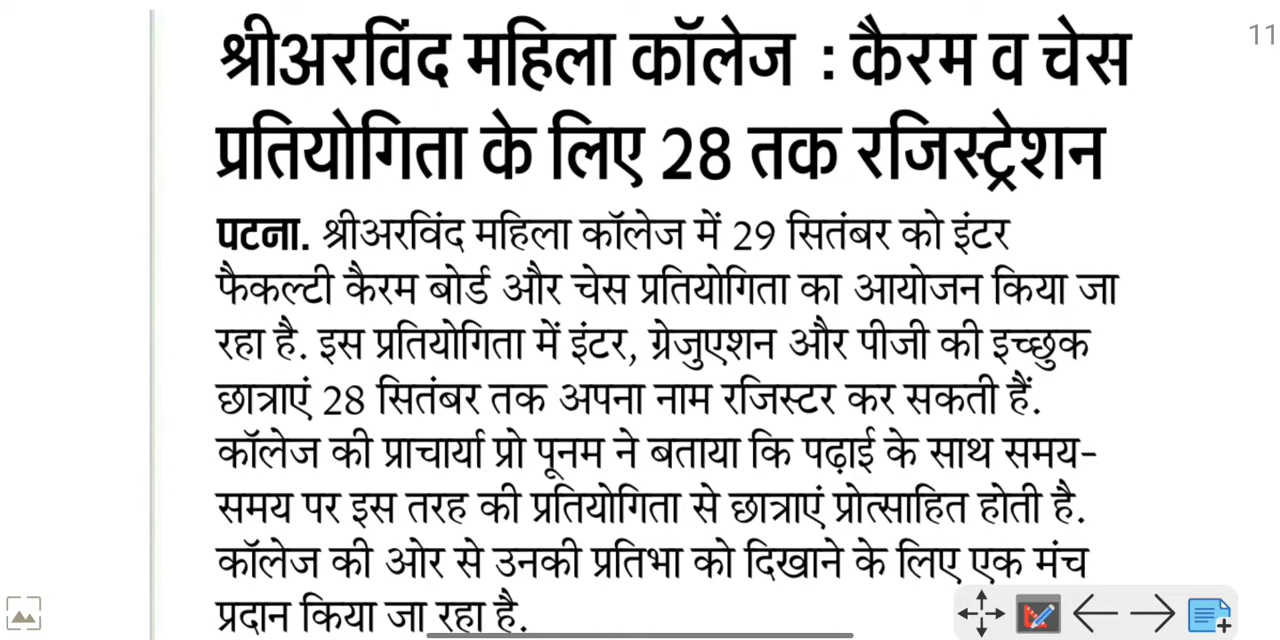 श्रीअरविंद महिला कॉलेज : कैरम व चेस
प्रतियोगिता के लिए 28 तक रजिस्ट्रेशन
पटना. श्रीअरविंद महिला कॉलेज में 29 सितंबर को इंटर
फैकल्टी कैरम बोर्ड और चेस प्रतियोगिता का आयोजन किया जा
रहा है. इस प्रतियोगिता में इंटर, ग्रेजुएशन और पीजी की इच्छुक
छात्राएं 28 सितंबर तक अपना नाम रजिस्टर कर सकती हैं.
कॉलेज की प्राचार्या प्रो पूनम ने बताया कि पढ़ाई के साथ समय-
समय पर इस तरह की प्रतियोगिता से छात्राएं प्रोत्साहित होती है.
कॉलेज की ओर से उनकी प्रतिभा को दिखाने के लिए एक मंच
प्रदान किया जा रहा है.
11